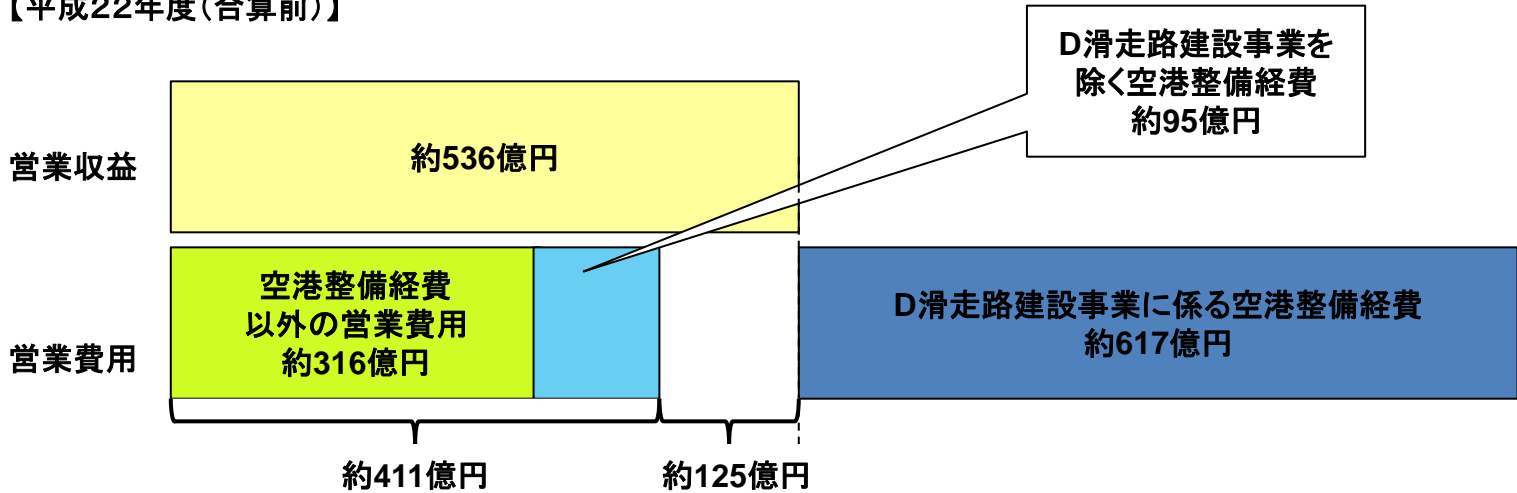 【平成22年度(合算前)】
D滑走路建設事業を
除く空港整備経費
約95億円
営業収益
約536億円
空港整備経費
以外の営業費用
約316億円
D滑走路建設事業に係る空港整備経費
約617億円
営業費用
約411億円
約125億円